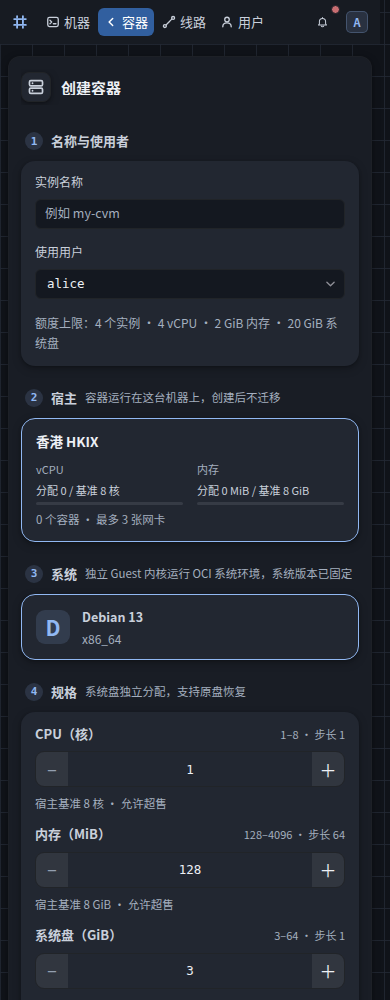 机器 容器 线路 用户 A
创建容器
1 名称与使用者
实例名称
例如 my-cvm
使用用户
alice
额度上限：4 个实例 · 4 vCPU · 2 GiB 内存 · 20 GiB 系
统盘
2 宿主 容器运行在这台机器上，创建后不迁移
香港 HKIX
vCPU 内存
分配 0 / 基准 8 核 分配 0 MiB / 基准 8 GiB
0 个容器 · 最多 3 张网卡
3 系统 独立 Guest 内核运行 OCI 系统环境，系统版本已固定
D Debian 13
x86_64
4 规格 系统盘独立分配，支持原盘恢复
CPU（核） 1–8 · 步长 1
− 1 +
宿主基准 8 核 · 允许超售
内存（MiB） 128–4096 · 步长 64
− 128 +
宿主基准 8 GiB · 允许超售
系统盘（GiB） 3–64 · 步长 1
− 3 +